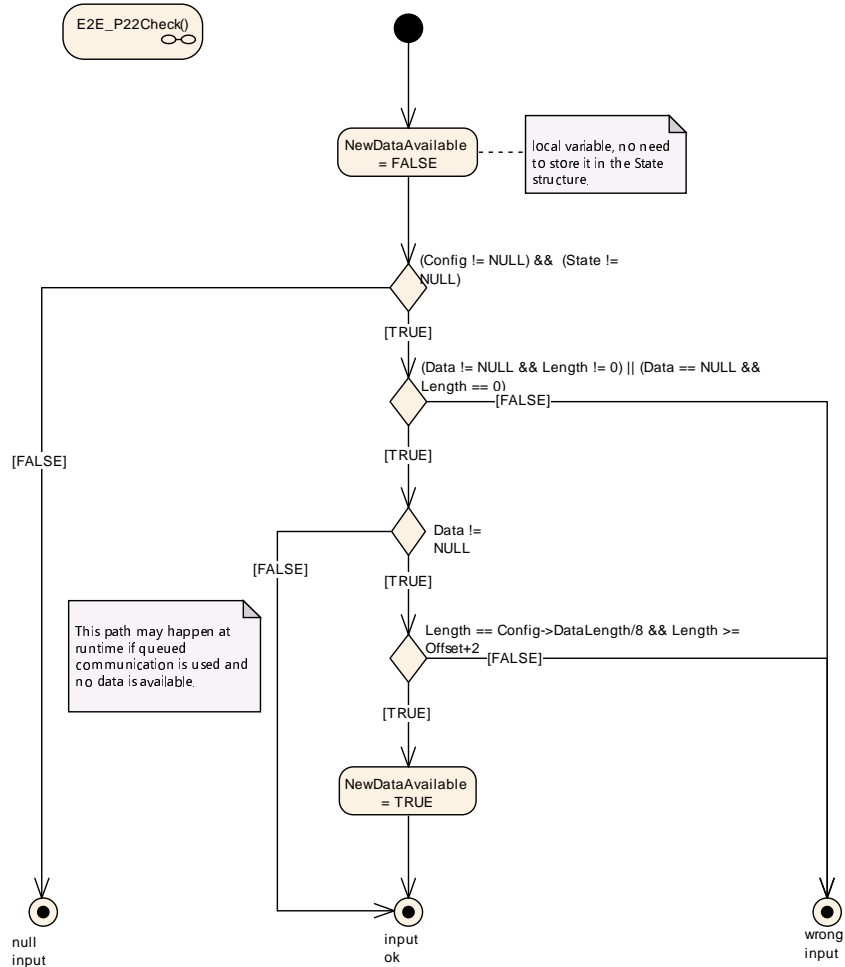 E2E_P22Check()
NewDataAvailable
= FALSE
local variable, no need
to store it in the State
structure.
(Config != NULL) &&  (State !=
NULL)
[TRUE]
(Data != NULL && Length != 0) || (Data == NULL &&
Length == 0)
[FALSE]
[TRUE]
[FALSE]
Data !=
NULL
[FALSE]
[TRUE]
This path may happen at
runtime if queued
communication is used and
no data is available.
Length == Config->DataLength/8 && Length >=
Offset+2
[FALSE]
[TRUE]
NewDataAvailable
= TRUE
null
input
input
ok
wrong
input